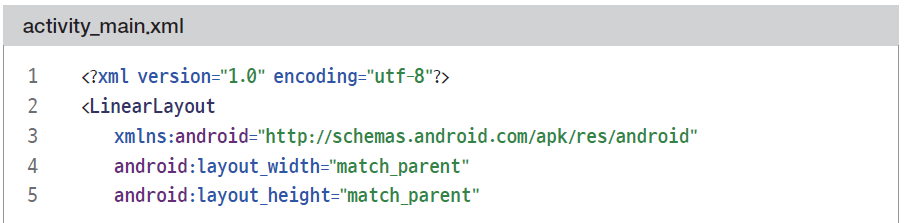 activity_main.xml
1 <?xml version="1.0" encoding="utf-8"?>
2 <LinearLayout
3 xmlns:android="http://schemas.android.com/apk/res/android"
4 android:layout_width="match_parent"
5 android:layout_height="match_parent"